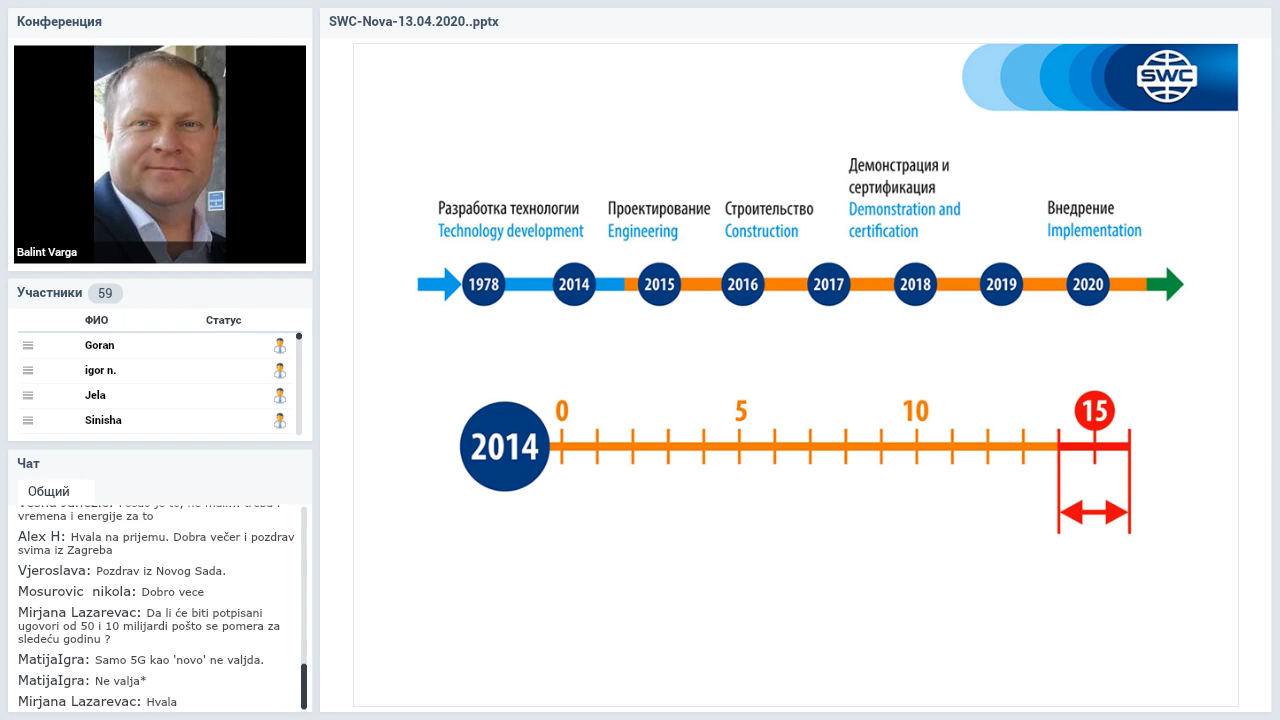 Конференция
Balint Varga
Участники 59
ФИО Статус
Goran
igor n.
Jela
Sinisha
Чат
Общий
vremena i energije za to
Alex H: Hvala na prijemu. Dobra večer i pozdrav
svima iz Zagreba
Vjeroslava: Pozdrav iz Novog Sada.
Mosurovic nikola: Dobro vece
Mirjana Lazarevac: Da li će biti potpisani
ugovori od 50 i 10 milijardi pošto se pomera za
sledeću godinu ?
MatijaIgra: Samo 5G kao 'novo' ne valjda.
MatijaIgra: Ne valja*
Mirjana Lazarevac: Hvala
SWC-Nova-13.04.2020..pptx
SWC
Разработка технологии
Technology development
Проектирование
Engineering
Строительство
Construction
Демонстрация и
сертификация
Demonstration and
certification
Внедрение
Implementation
1978 2014 2015 2016 2017 2018 2019 2020
0 5 10 15
2014